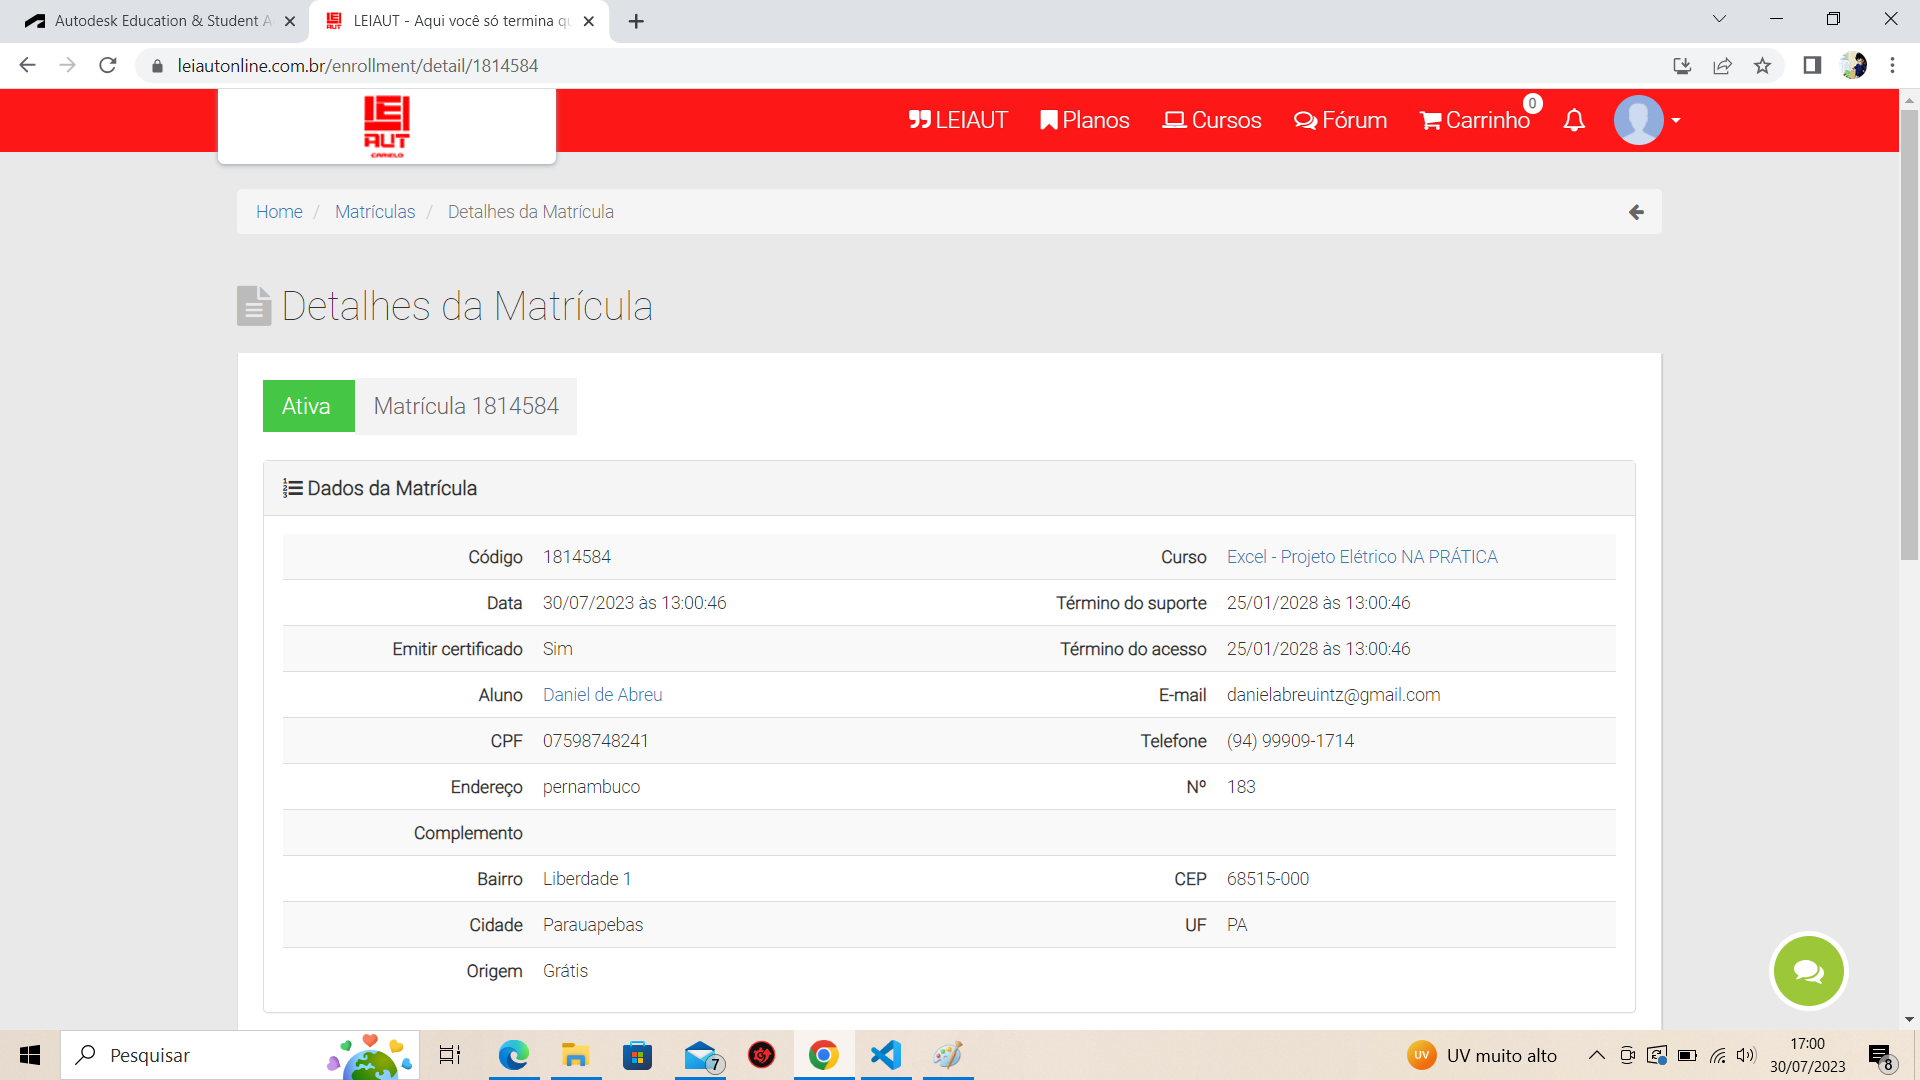 Autodesk Education & Student A
LEIAUT - Aqui você só termina qu
leiautonline.com.br/enrollment/detail/1814584
LEI
AUT
CARIELO
LEIAUT
Planos
Cursos
Fórum
Carrinho
0
Home / Matrículas / Detalhes da Matrícula
Detalhes da Matrícula
Ativa
Matrícula 1814584
Dados da Matrícula
Código 1814584 Curso Excel - Projeto Elétrico NA PRÁTICA
Data 30/07/2023 às 13:00:46 Término do suporte 25/01/2028 às 13:00:46
Emitir certificado Sim Término do acesso 25/01/2028 às 13:00:46
Aluno Daniel de Abreu E-mail danielabreuintz@gmail.com
CPF 07598748241 Telefone (94) 99909-1714
Endereço pernambuco Nº 183
Complemento
Bairro Liberdade 1 CEP 68515-000
Cidade Parauapebas UF PA
Origem Grátis
Pesquisar
7
UV
UV muito alto
17:00
30/07/2023
8